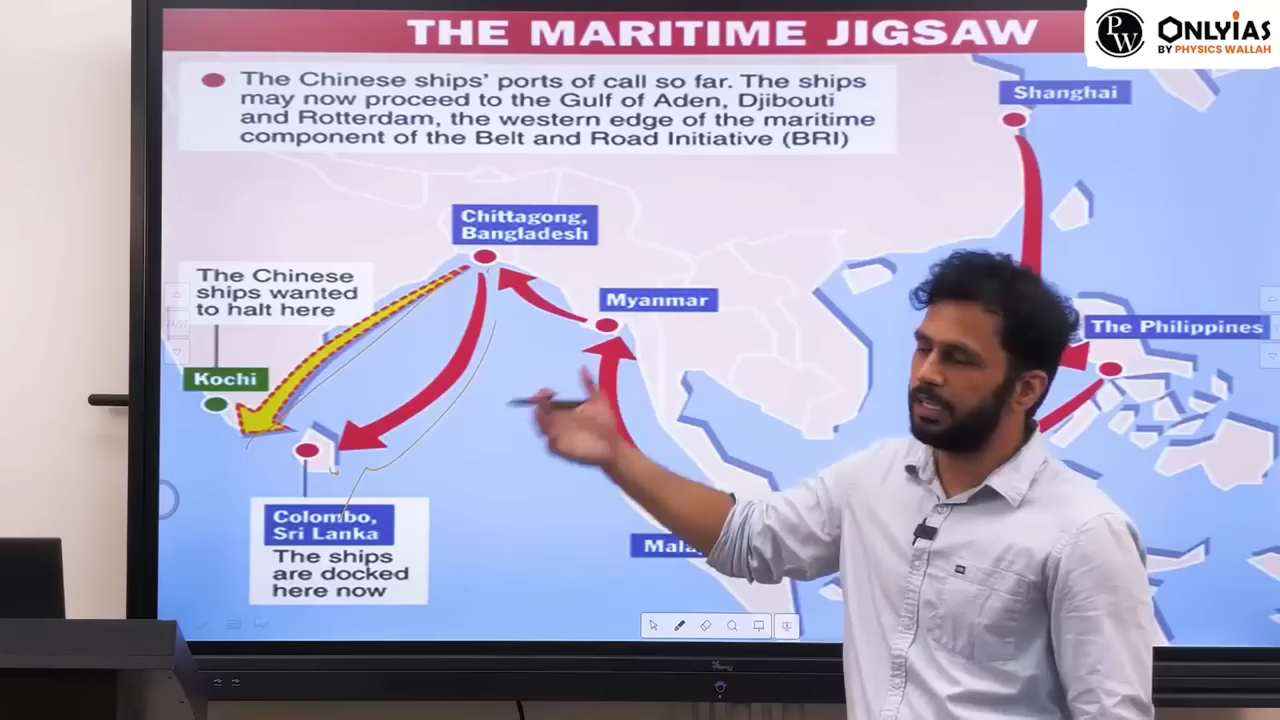 THE MARITIME JIGSAW
PW
ONLYIAS
BY PHYSICS WALLAH
The Chinese ships' ports of call so far. The ships
may now proceed to the Gulf of Aden, Djibouti
and Rotterdam, the western edge of the maritime
component of the Belt and Road Initiative (BRI)
Shanghai
Chittagong,
Bangladesh
The Chinese
ships wanted
to halt here
Myanmar
The Philippines
Kochi
Colombo,
Sri Lanka
The ships
are docked
here now